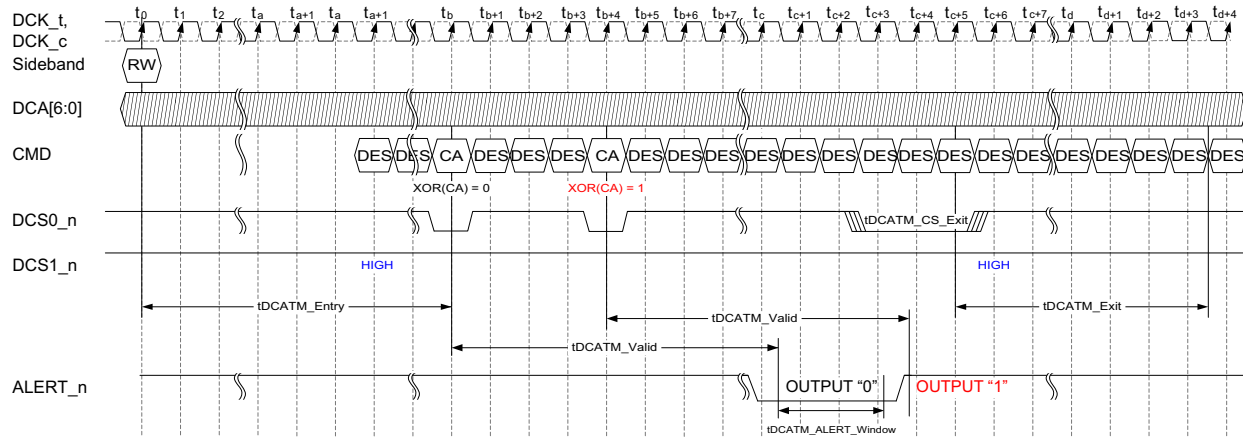 DCK_t, t0 t1 t2 ta ta+1 ta+1 tb tb+1 tb+2 tb+3 tb+4 tb+5 tb+6 tb+7 tc tc+1 tc+2 tc+3 tc+4 tc+5 tc+6 tc+7 td td+1 td+2 td+3 td+4
DCK_c
Sideband RW
DCA[6:0]
CMD DES DES CA DES DES DES CA DES DES DES DES DES DES DES DES DES DES DES DES DES DES DES DES
XOR(CA) = 0 XOR(CA) = 1
DCS0_n tDCATM_CS_Exit
DCS1_n
HIGH HIGH
tDCATM_Entry tDCATM_Exit
tDCATM_Valid
tDCATM_Valid
ALERT_n OUTPUT “0” OUTPUT “1”
tDCATM_ALERT_Window